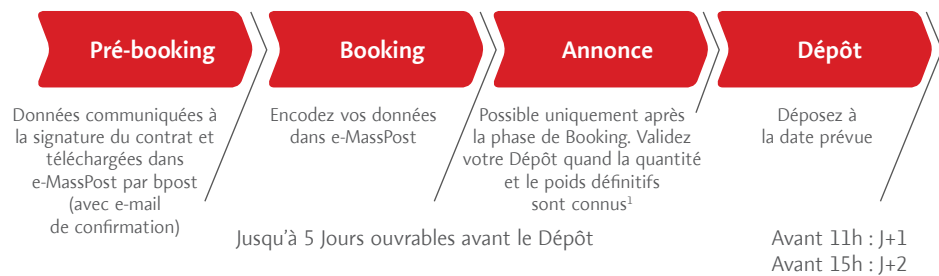 Pré-booking
Données communiquées à
la signature du contrat et
téléchargées dans
e-MassPost par bpost
(avec e-mail
de confirmation)
Booking
Encodez vos données
dans e-MassPost
Annonce
Possible uniquement après
la phase de Booking. Validez
votre Dépôt quand la quantité
et le poids définitifs
sont connus¹
Jusqu'à 5 Jours ouvrables avant le Dépôt
Dépôt
Déposez à
la date prévue
Avant 11h : J+1
Avant 15h : J+2